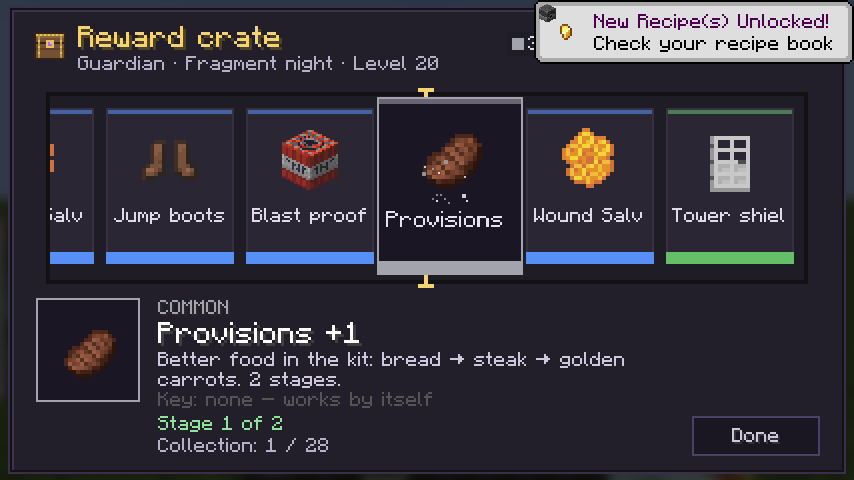 Reward crate
Guardian · Fragment night · Level 20
New Recipe(s) Unlocked!
Check your recipe book
Salv
Jump boots
Blast proof
Provisions
Wound Salv
Tower shiel
COMMON
Provisions +1
Better food in the kit: bread → steak → golden
carrots. 2 stages.
Key: none — works by itself
Stage 1 of 2
Collection: 1 / 28
Done